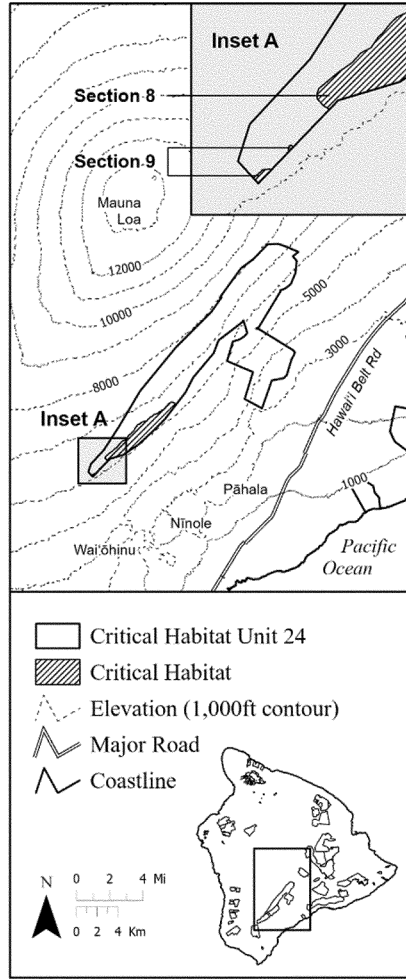 Inset A
Section 8
Section 9
Mauna
Loa
12000
10000
8000
5000
3000
Hawai'i Belt Rd
Inset A
1000
Pāhala
Nīnole
Wai'ōhinu
Pacific
Ocean
Critical Habitat Unit 24
Critical Habitat
Elevation (1,000ft contour)
Major Road
Coastline
N
0 2 4 Mi
0 2 4 Km